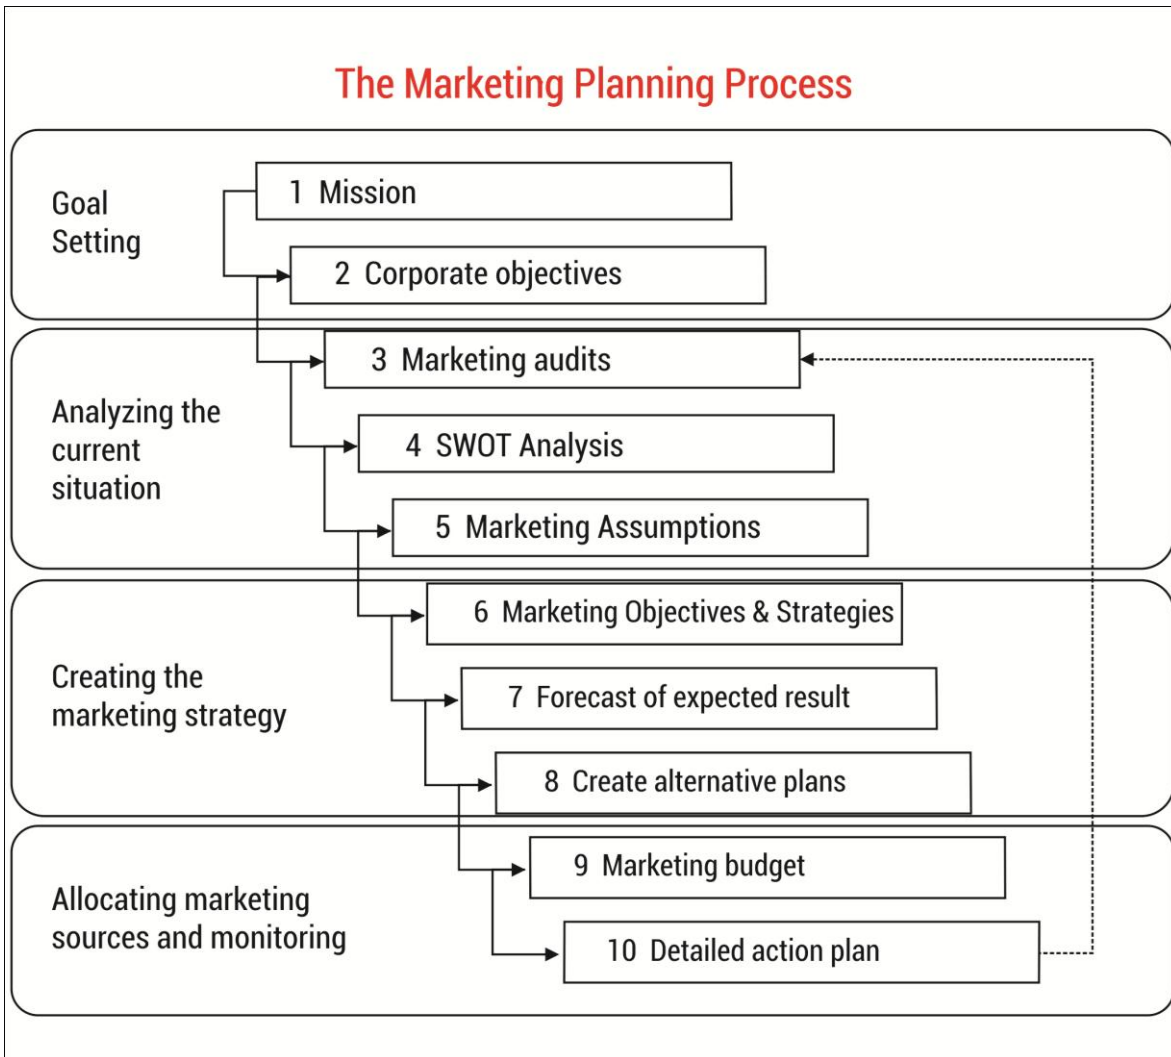 The Marketing Planning Process
Goal
Setting
1 Mission
2 Corporate objectives
Analyzing the
current
situation
3 Marketing audits
4 SWOT Analysis
5 Marketing Assumptions
Creating the
marketing strategy
6 Marketing Objectives & Strategies
7 Forecast of expected result
8 Create alternative plans
Allocating marketing
sources and monitoring
9 Marketing budget
10 Detailed action plan